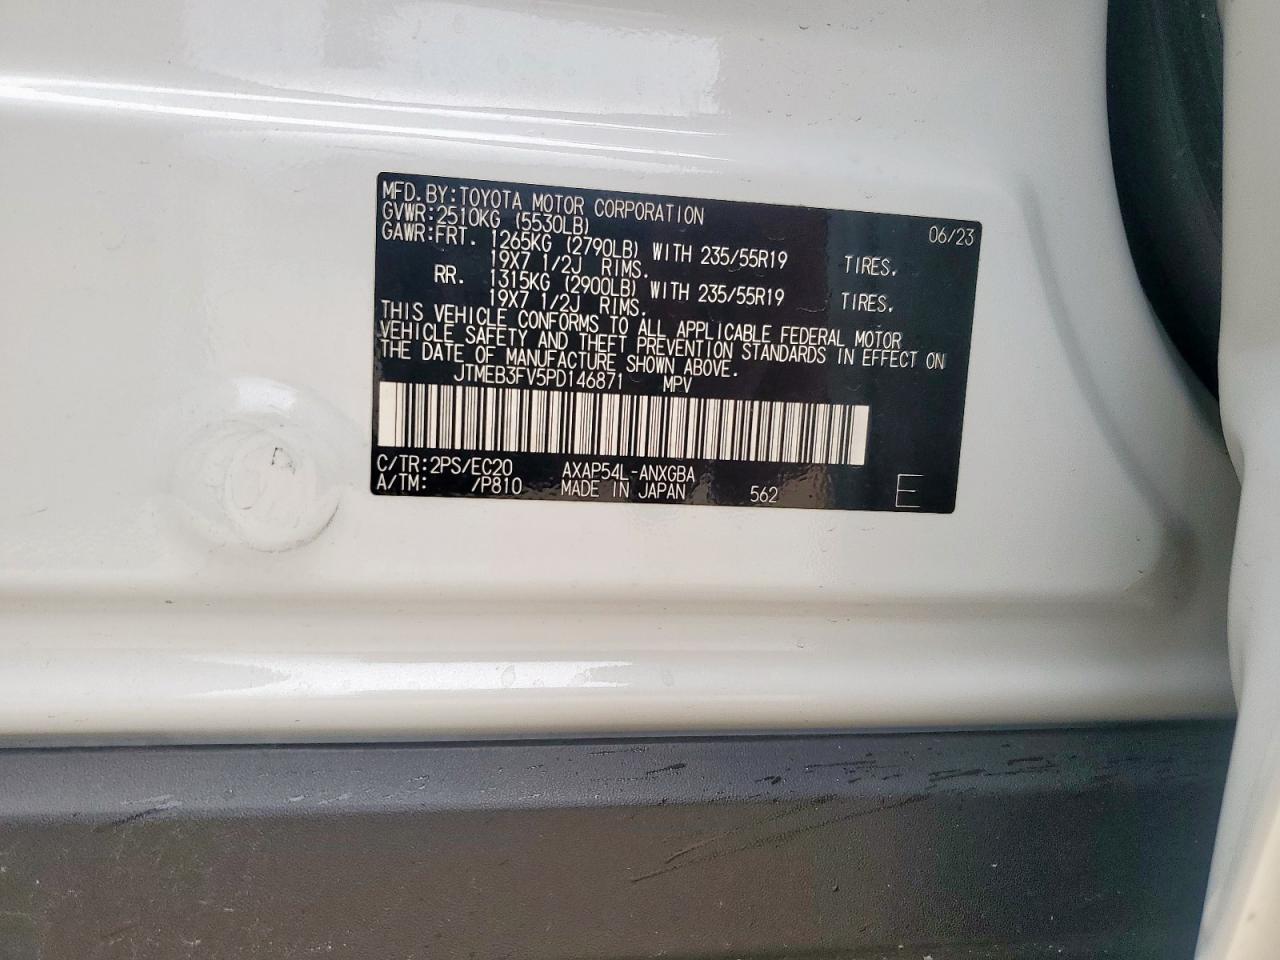 MFD.BY:TOYOTA MOTOR CORPORATION 06/23
GVWR:2510KG (5530LB)
GAWR:FRT. 1265KG (2790LB) WITH 235/55R19 TIRES.
19X7 1/2J RIMS.
RR. 1315KG (2900LB) WITH 235/55R19 TIRES.
19X7 1/2J RIMS.
THIS VEHICLE CONFORMS TO ALL APPLICABLE FEDERAL MOTOR
VEHICLE SAFETY AND THEFT PREVENTION STANDARDS IN EFFECT ON
THE DATE OF MANUFACTURE SHOWN ABOVE.
JTMEB3FV5PD146871 MPV
C/TR:2PS/EC20 AXAP54L-ANXGBA
A/TM: /P810 MADE IN JAPAN 562 E